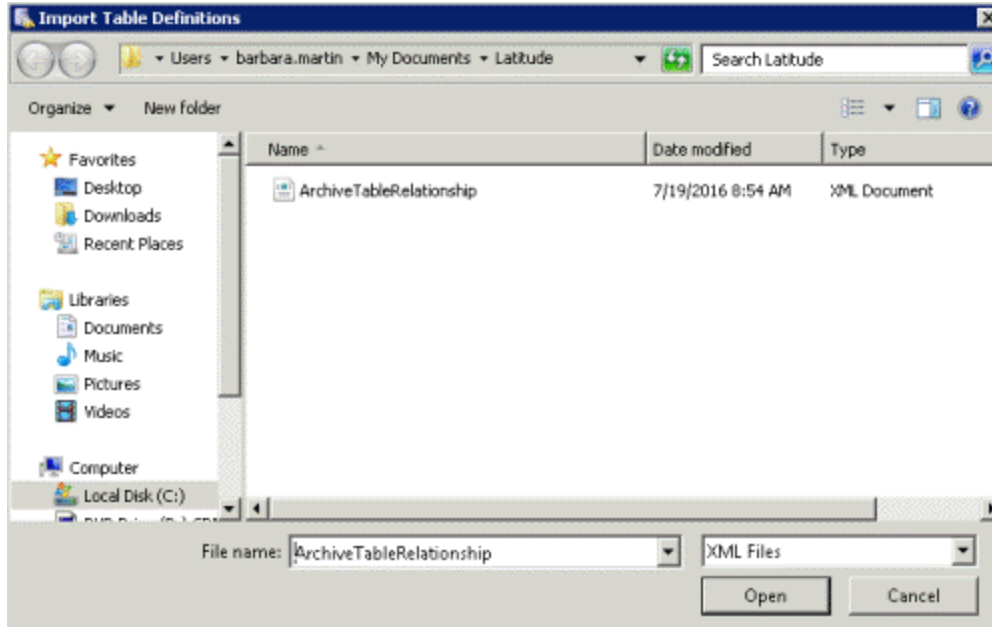 Import Table Definitions
Users barbara.martin My Documents Latitude Search Latitude
Organize New folder
Favorites
Desktop
Downloads
Recent Places
Libraries
Documents
Music
Pictures
Videos
Computer
Local Disk (C:)
Name Date modified Type
ArchiveTableRelationship 7/19/2016 8:54 AM XML Document
File name: ArchiveTableRelationship XML Files
Open Cancel